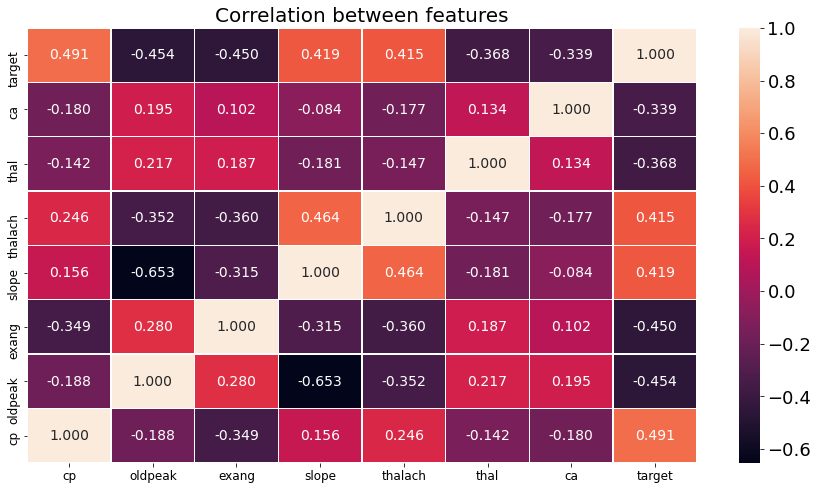 Correlation between features
target 0.491 -0.454 -0.450 0.419 0.415 -0.368 -0.339 1.000
ca -0.180 0.195 0.102 -0.084 -0.177 0.134 1.000 -0.339
thal -0.142 0.217 0.187 -0.181 -0.147 1.000 0.134 -0.368
thalach 0.246 -0.352 -0.360 0.464 1.000 -0.147 -0.177 0.415
slope 0.156 -0.653 -0.315 1.000 0.464 -0.181 -0.084 0.419
exang -0.349 0.280 1.000 -0.315 -0.360 0.187 0.102 -0.450
oldpeak -0.188 1.000 0.280 -0.653 -0.352 0.217 0.195 -0.454
cp 1.000 -0.188 -0.349 0.156 0.246 -0.142 -0.180 0.491
cp oldpeak exang slope thalach thal ca target
1.0
0.8
0.6
0.4
0.2
0.0
−0.2
−0.4
−0.6